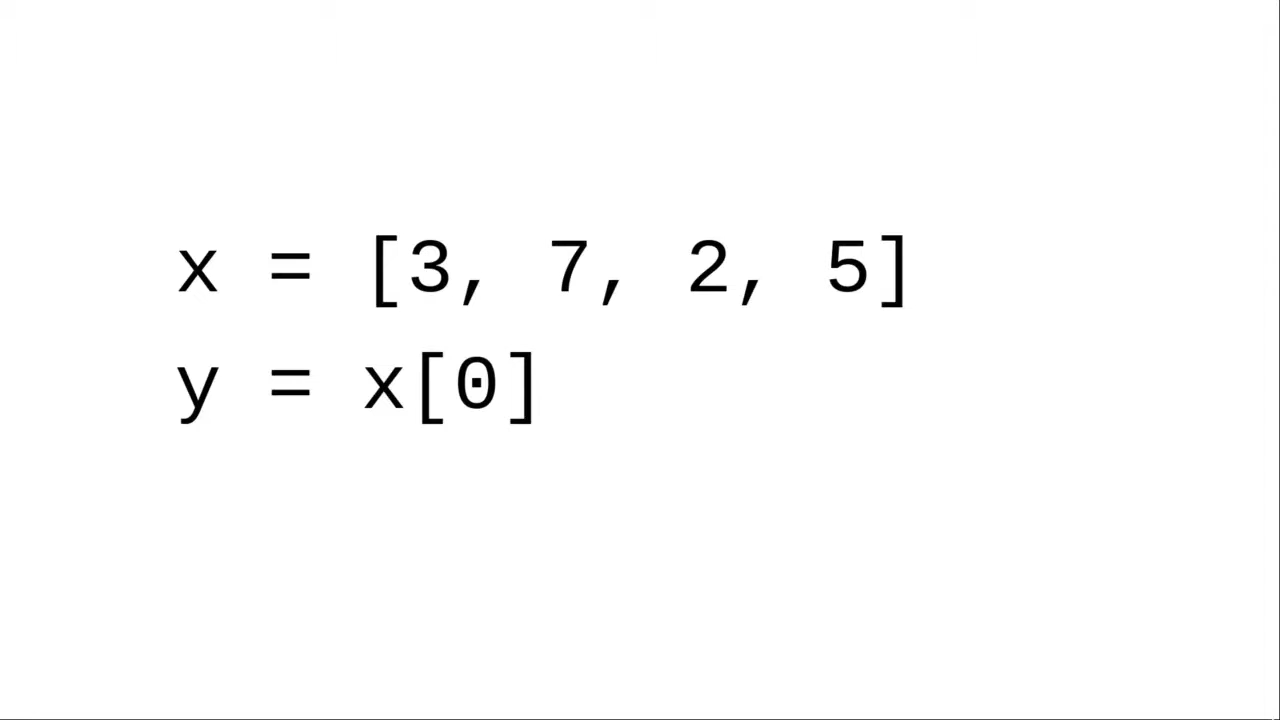 x = [3, 7, 2, 5]
y = x[0]